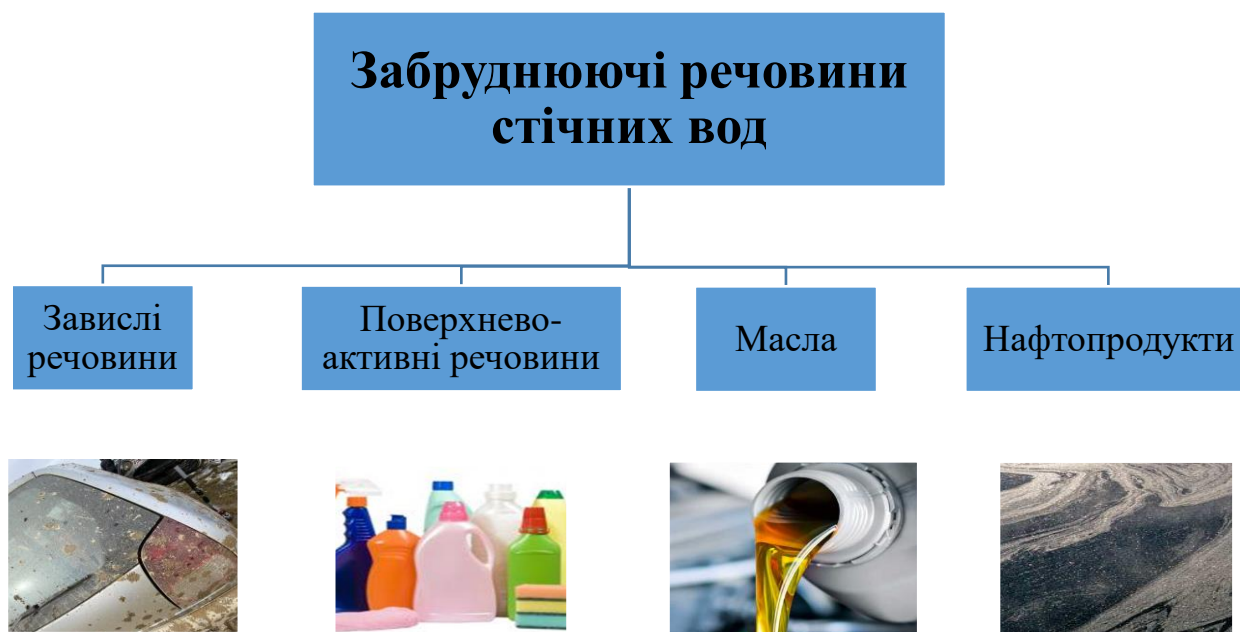 Забруднюючі речовини
стічних вод
Завислі
речовини
Поверхнево-
активні речовини
Масла
Нафтопродукти